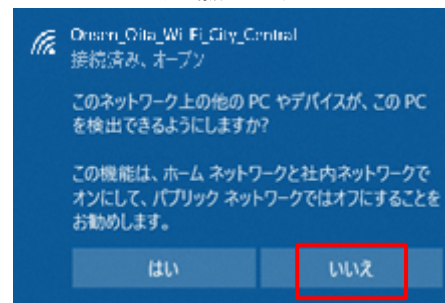 Onsen_Oita_Wi-Fi_City_Central
接続済み、オープン
このネットワーク上の他の PC やデバイスが、この PC
を検出できるようにしますか?
この機能は、ホーム ネットワークと社内ネットワークで
オンにして、パブリック ネットワークではオフにすることを
お勧めします。
はい
いいえ